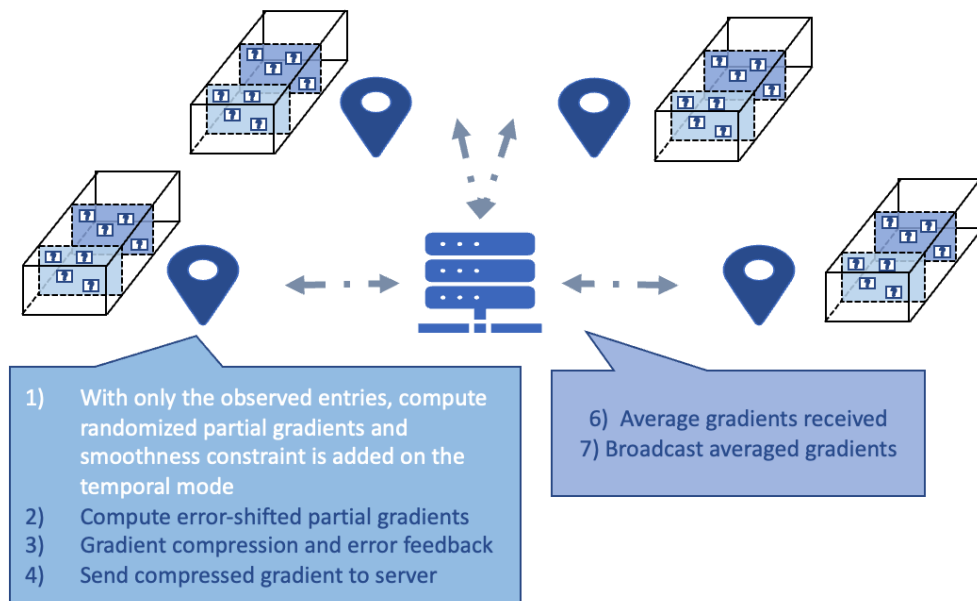 1) With only the observed entries, compute
randomized partial gradients and
smoothness constraint is added on the
temporal mode
2) Compute error-shifted partial gradients
3) Gradient compression and error feedback
4) Send compressed gradient to server
6) Average gradients received
7) Broadcast averaged gradients